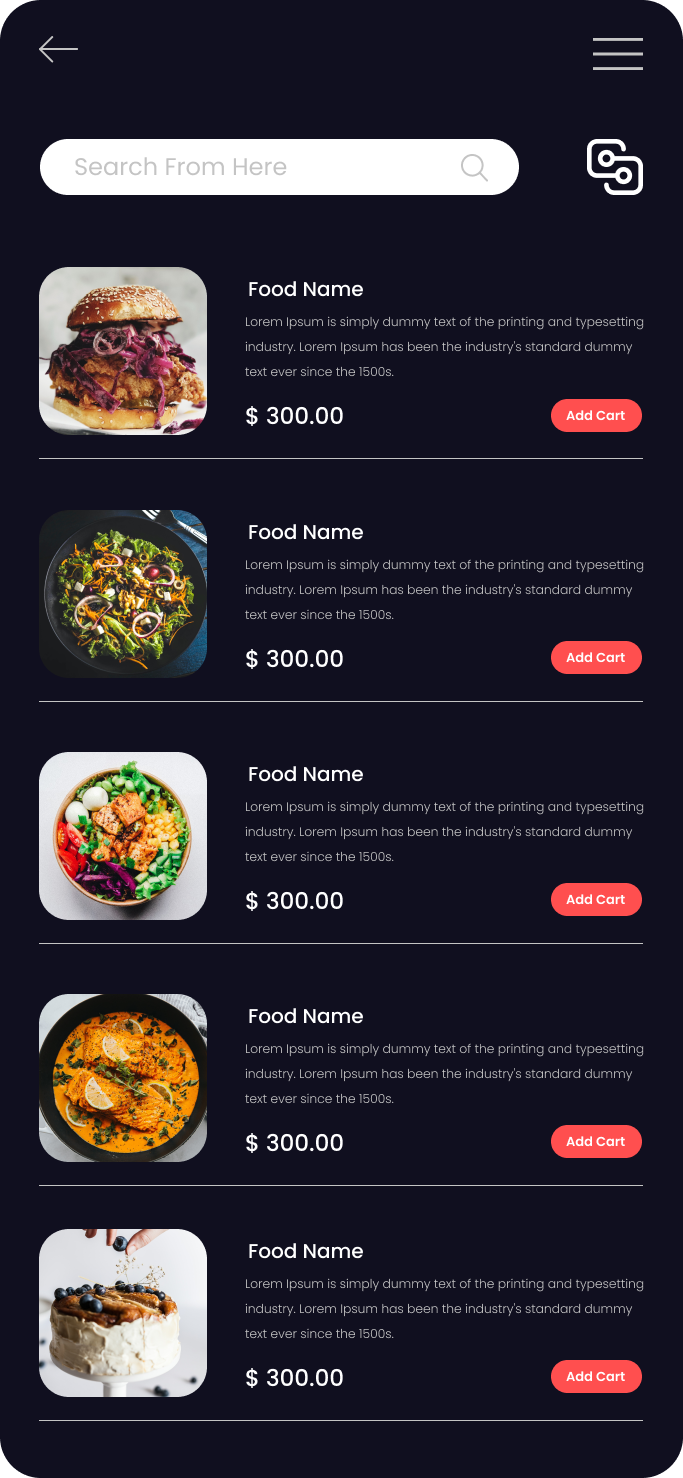 Search From Here
Food Name
Lorem Ipsum is simply dummy text of the printing and typesetting
industry. Lorem Ipsum has been the industry's standard dummy
text ever since the 1500s.
$ 300.00
Add Cart
Food Name
Lorem Ipsum is simply dummy text of the printing and typesetting
industry. Lorem Ipsum has been the industry's standard dummy
text ever since the 1500s.
$ 300.00
Add Cart
Food Name
Lorem Ipsum is simply dummy text of the printing and typesetting
industry. Lorem Ipsum has been the industry's standard dummy
text ever since the 1500s.
$ 300.00
Add Cart
Food Name
Lorem Ipsum is simply dummy text of the printing and typesetting
industry. Lorem Ipsum has been the industry's standard dummy
text ever since the 1500s.
$ 300.00
Add Cart
Food Name
Lorem Ipsum is simply dummy text of the printing and typesetting
industry. Lorem Ipsum has been the industry's standard dummy
text ever since the 1500s.
$ 300.00
Add Cart